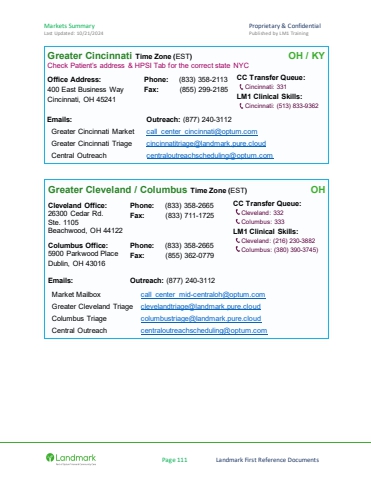 Markets Summary Proprietary & Confidential
Last Updated: 10/21/2024 Published by LM1 Training
Greater Cincinnati Time Zone (EST) OH / KY
Check Patient's address & HPSI Tab for the correct state NYC
Office Address: Phone: (833) 358-2113 CC Transfer Queue:
400 East Business Way Fax: (855) 299-2185 Cincinnati: 331
Cincinnati, OH 45241 LM1 Clinical Skills:
Cincinnati: (513) 833-9362
Emails: Outreach: (877) 240-3112
Greater Cincinnati Market call_center_cincinnati@optum.com
Greater Cincinnati Triage cincinnatitriage@landmark.pure.cloud
Central Outreach centraloutreachscheduling@optum.com
Greater Cleveland / Columbus Time Zone (EST) OH
Cleveland Office: Phone: (833) 358-2665 CC Transfer Queue:
26300 Cedar Rd. Fax: (833) 711-1725 Cleveland: 332
Ste. 1105 Columbus: 333
Beachwood, OH 44122 LM1 Clinical Skills:
Cleveland: (216) 230-3882
Columbus Office: Phone: (833) 358-2665 Columbus: (380) 390-3745)
5900 Parkwood Place Fax: (855) 362-0779
Dublin, OH 43016
Emails: Outreach: (877) 240-3112
Market Mailbox call_center_mid-centraloh@optum.com
Greater Cleveland Triage clevelandtriage@landmark.pure.cloud
Columbus Triage columbustriage@landmark.pure.cloud
Central Outreach centraloutreachscheduling@optum.com
Landmark Page 111 Landmark First Reference Documents